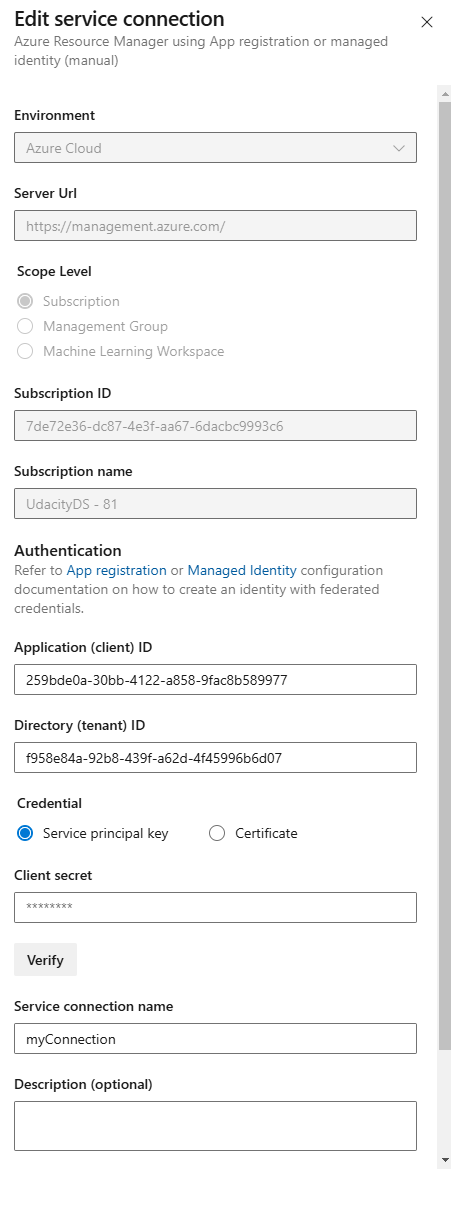 Edit service connection
Azure Resource Manager using App registration or managed
identity (manual)
Environment
Azure Cloud
Server Url
https://management.azure.com/
Scope Level
Subscription
Management Group
Machine Learning Workspace
Subscription ID
7de72e36-dc87-4e3f-aa67-6dacbc9993c6
Subscription name
UdacityDS - 81
Authentication
Refer to App registration or Managed Identity configuration
documentation on how to create an identity with federated
credentials.
Application (client) ID
259bde0a-30bb-4122-a858-9fac8b589977
Directory (tenant) ID
f958e84a-92b8-439f-a62d-4f45996b6d07
Credential
Service principal key Certificate
Client secret
********
Verify
Service connection name
myConnection
Description (optional)